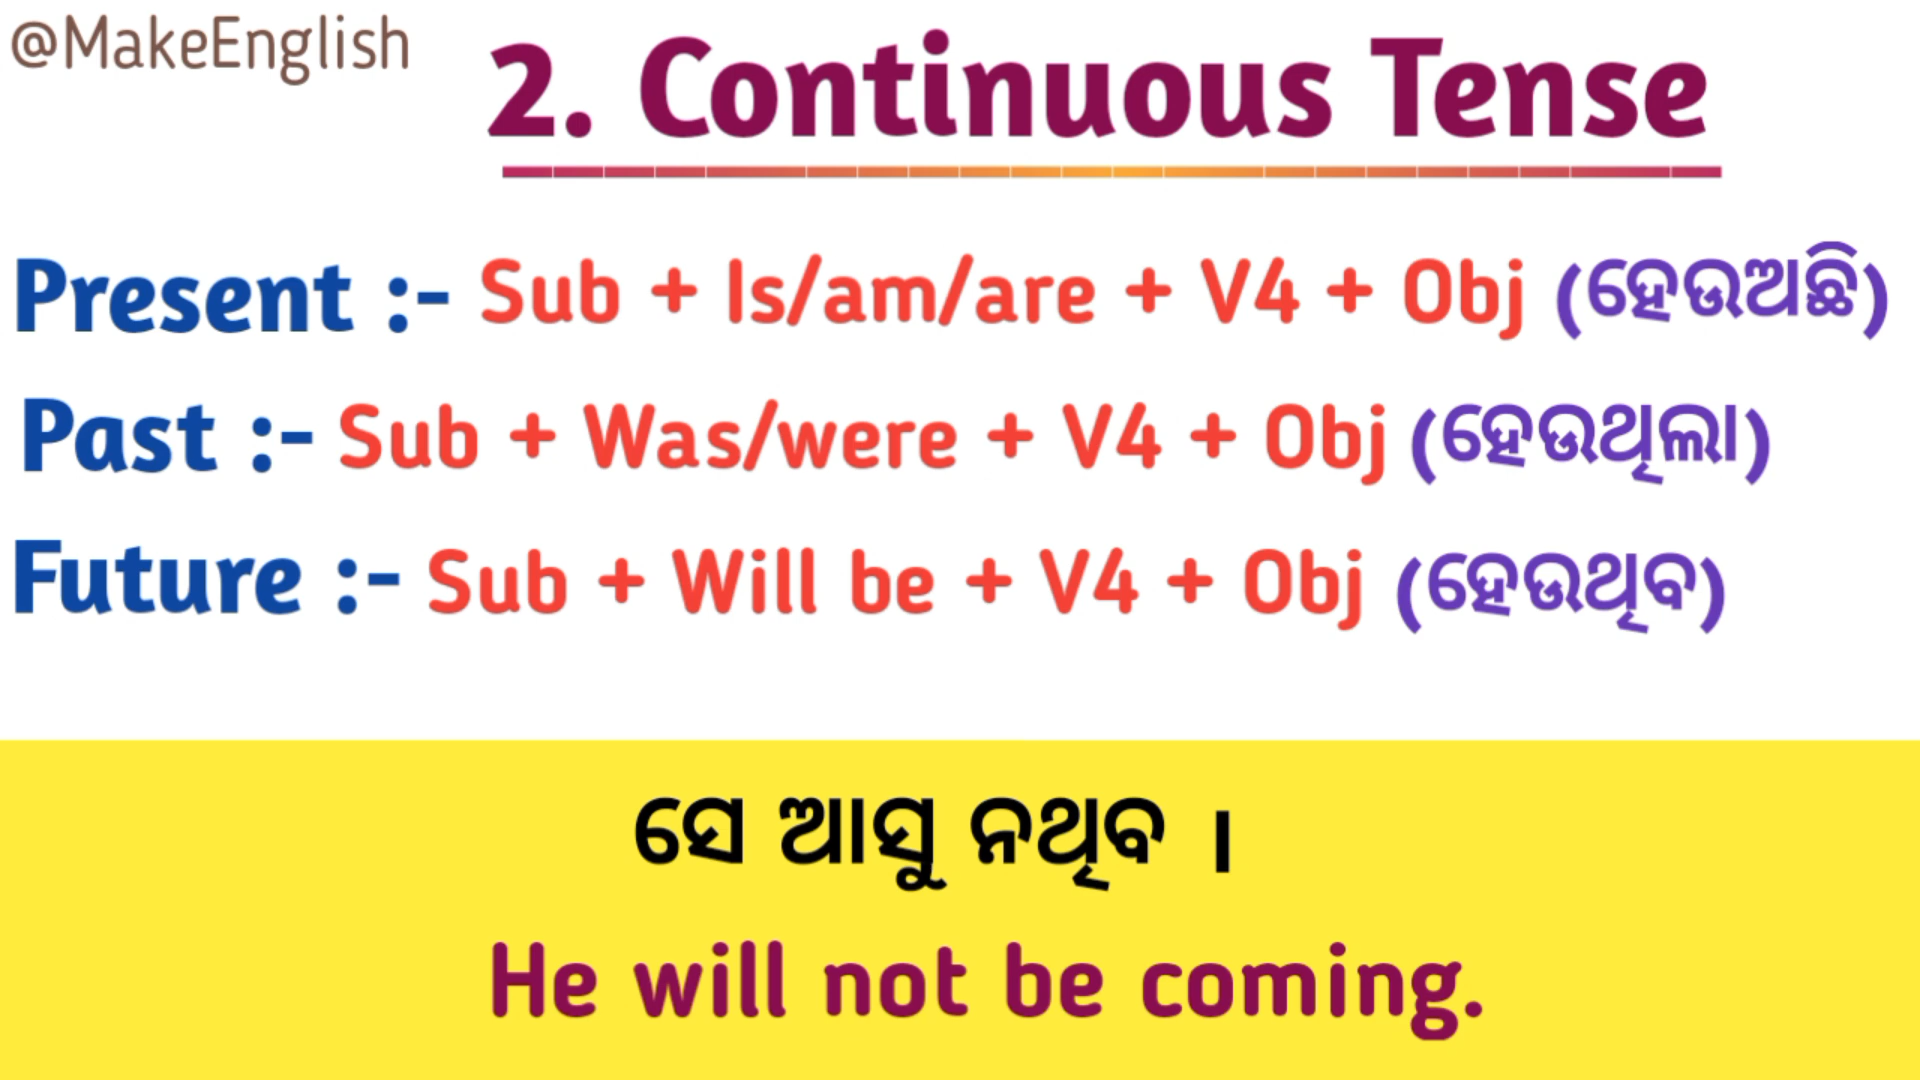 @MakeEnglish
2. Continuous Tense
Present :- Sub + Is/am/are + V4 + Obj (ହେଉଅଛି)
Past :- Sub + Was/were + V4 + Obj (ହେଉଥିଲା)
Future :- Sub + Will be + V4 + Obj (ହେଉଥିବ)
ସେ ଆସୁ ନଥିବ ।
He will not be coming.